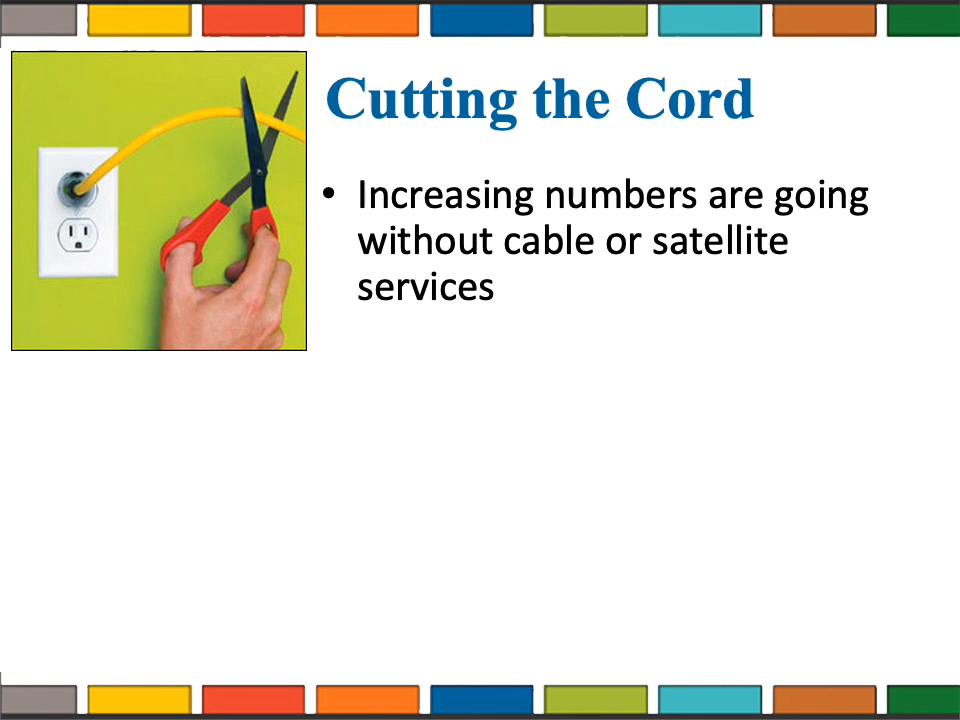 Cutting the Cord
• Increasing numbers are going
without cable or satellite
services